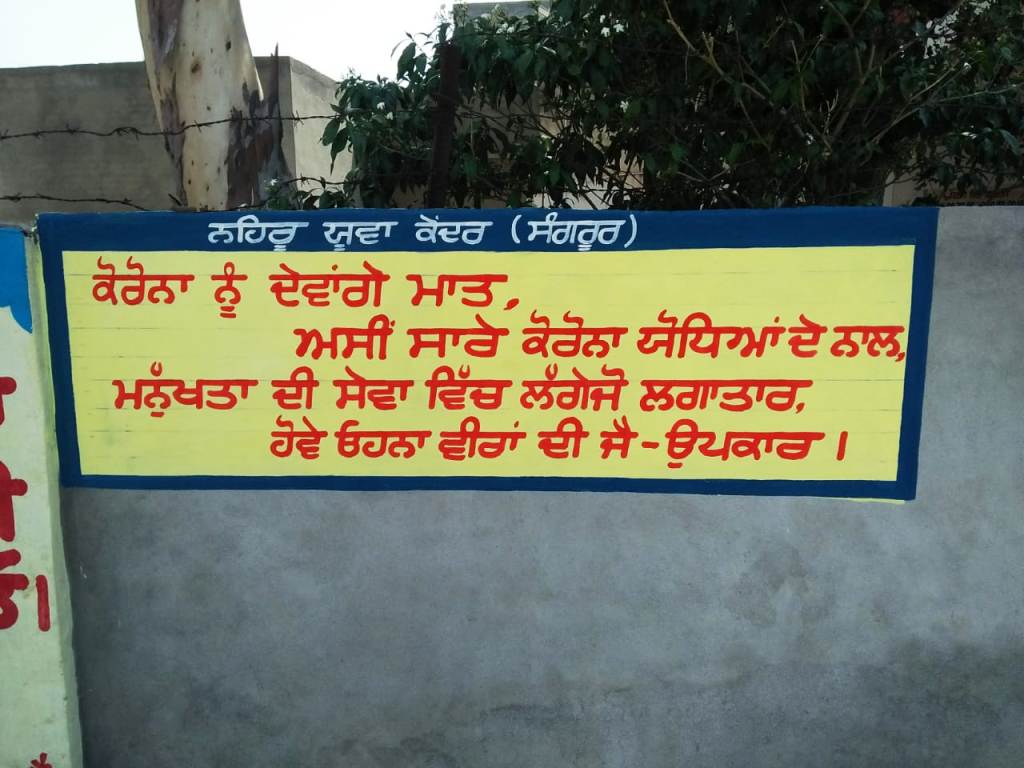 ਨਹਿਰੂ ਯੂਵਾ ਕੇਂਦਰ (ਸੰਗਰੂਰ)
ਕੋਰੋਨਾ ਨੂੰ ਦੇਵਾਂਗੇ ਮਾਤ,
ਅਸੀਂ ਸਾਰੇ ਕੋਰੋਨਾ ਯੋਧਿਆਂ ਦੇ ਨਾਲ,
ਮਨੁੱਖਤਾ ਦੀ ਸੇਵਾ ਵਿੱਚ ਲੱਗੇਜੋ ਲਗਾਤਾਰ,
ਹੋਵੇ ਓਹਨਾ ਵੀਰਾਂ ਦੀ ਜੈ-ਉਪਕਾਰ ।